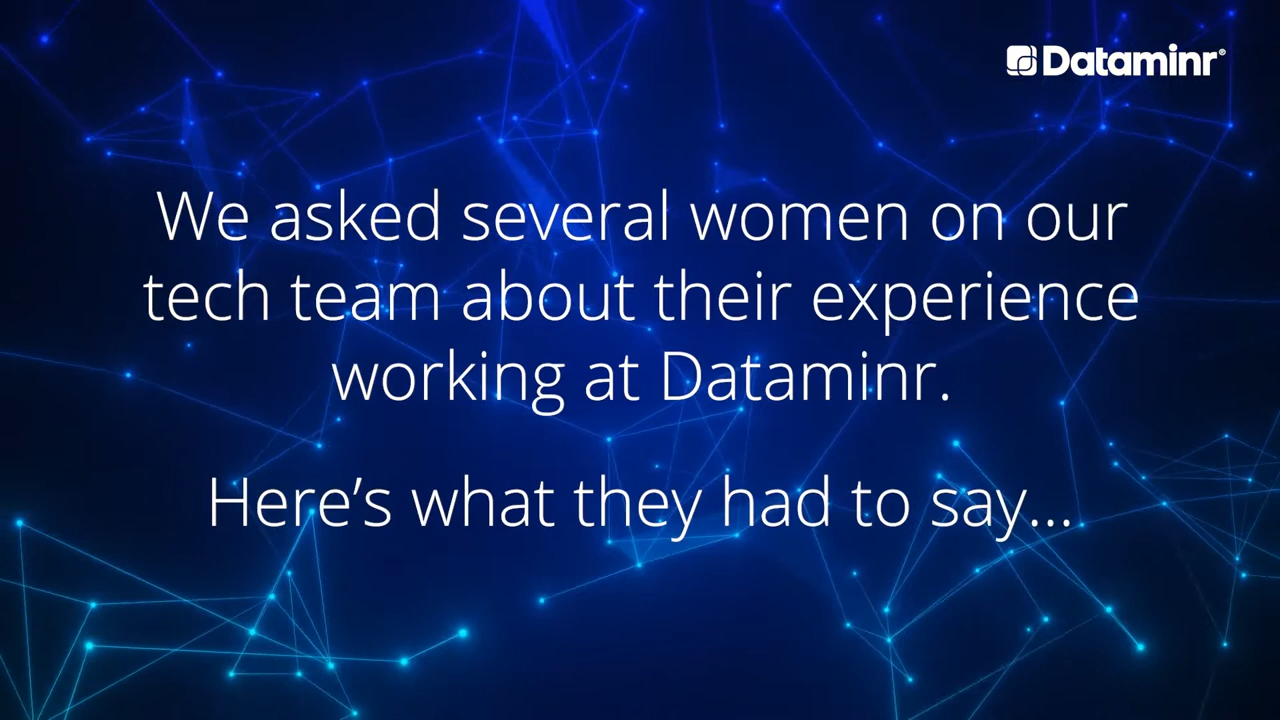 Dataminr®
We asked several women on our
tech team about their experience
working at Dataminr.
Here’s what they had to say...